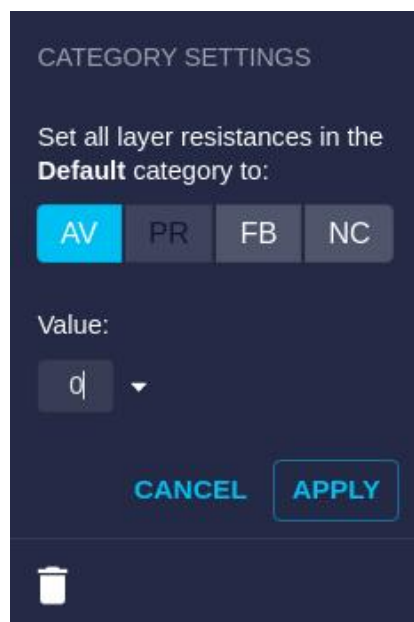 CATEGORY SETTINGS
Set all layer resistances in the
Default category to:
AV PR FB NC
Value:
0
CANCEL APPLY